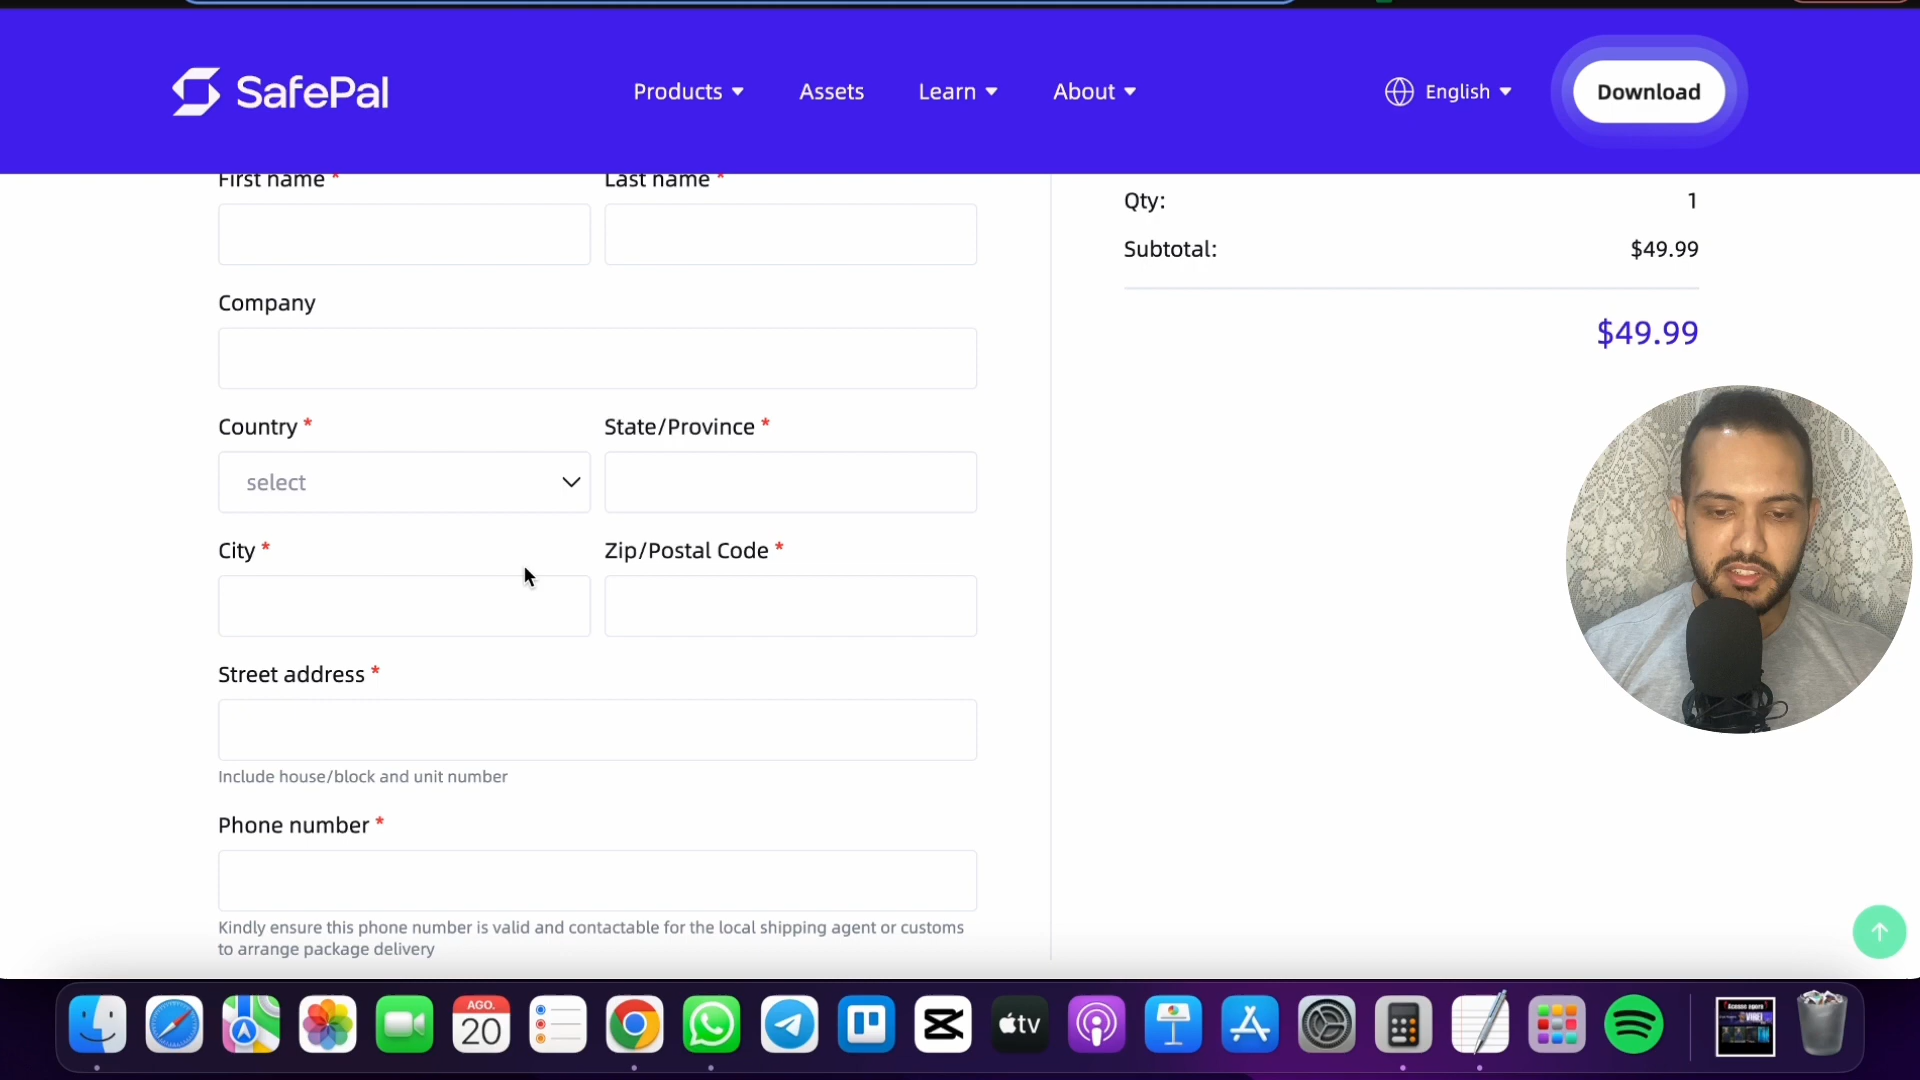 SafePal
Products
Assets
Learn
About
English
Download
First name *
Last name *
Company
Country *
State/Province *
select
City *
Zip/Postal Code *
Street address *
Include house/block and unit number
Phone number *
Kindly ensure this phone number is valid and contactable for the local shipping agent or customs
to arrange package delivery
Qty:
1
Subtotal:
$49.99
$49.99
AGO.
20
tv